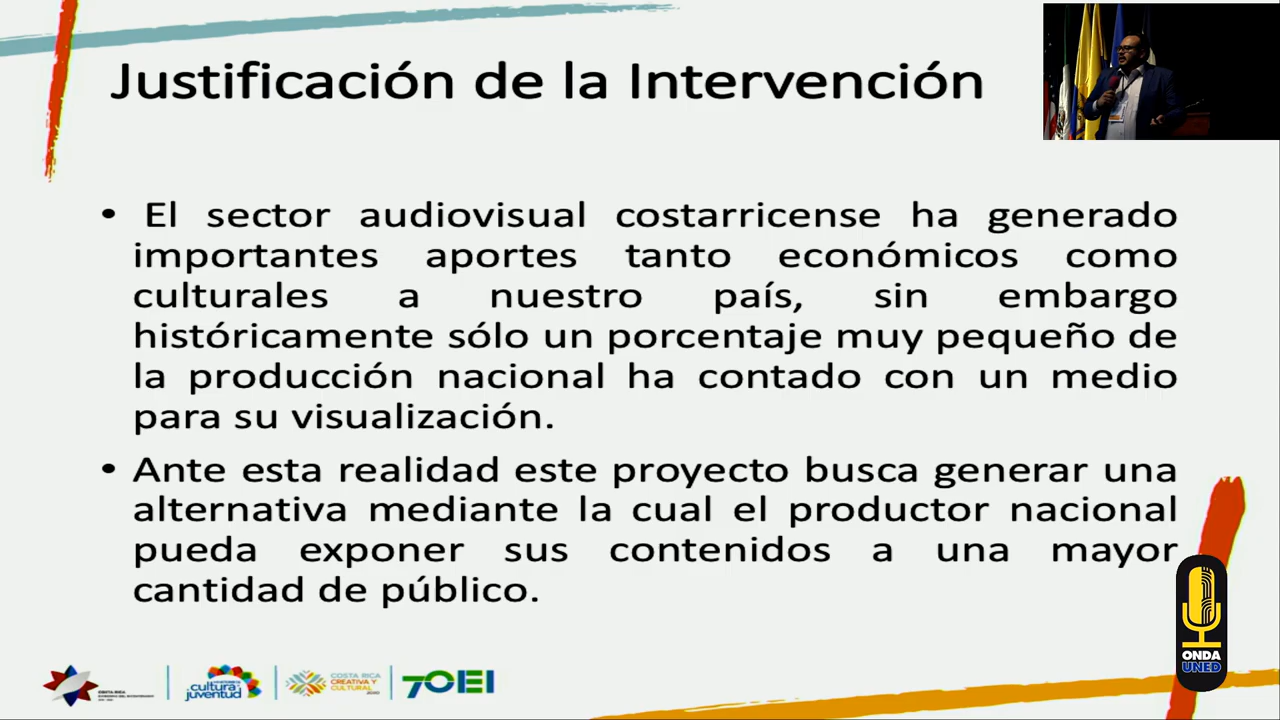 Justificación de la Intervención
• El sector audiovisual costarricense ha generado
importantes aportes tanto económicos como
culturales a nuestro país, sin embargo
históricamente sólo un porcentaje muy pequeño de
la producción nacional ha contado con un medio
para su visualización.
• Ante esta realidad este proyecto busca generar una
alternativa mediante la cual el productor nacional
pueda exponer sus contenidos a una mayor
cantidad de público.
COSTA RICA
cultura juventud
COSTA RICA
CREATIVA Y
CULTURAL
7OEI
ONDA
UNED